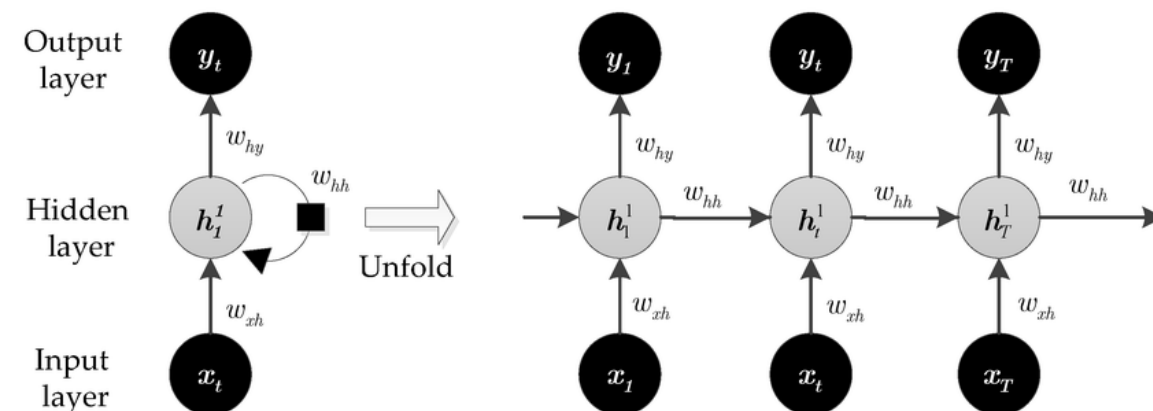 Output
layer
y_t
y_1
y_t
y_T
w_hy
w_hy
w_hy
w_hy
w_hh
Hidden
layer
h_1^1
Unfold
h_1^1
w_hh
h_t^1
w_hh
h_T^1
w_hh
w_xh
w_xh
w_xh
w_xh
Input
layer
x_t
x_1
x_t
x_T